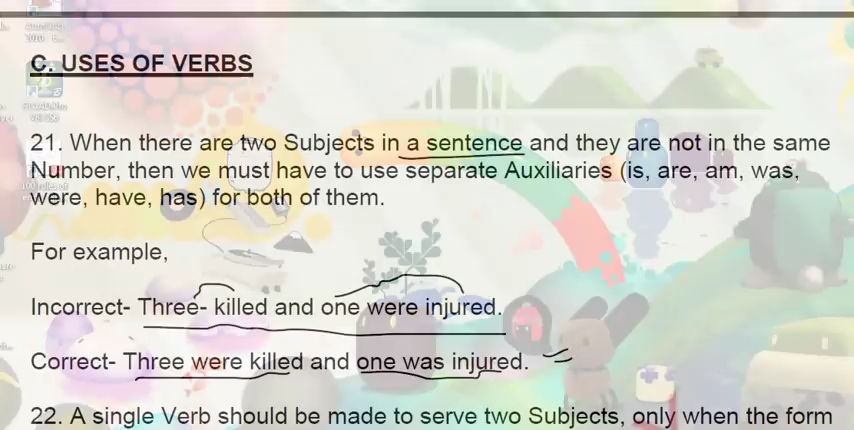 C. USES OF VERBS
21. When there are two Subjects in a sentence and they are not in the same
Number, then we must have to use separate Auxiliaries (is, are, am, was,
were, have, has) for both of them.
For example,
Incorrect- Three- killed and one were injured.
Correct- Three were killed and one was injured.
22. A single Verb should be made to serve two Subjects, only when the form